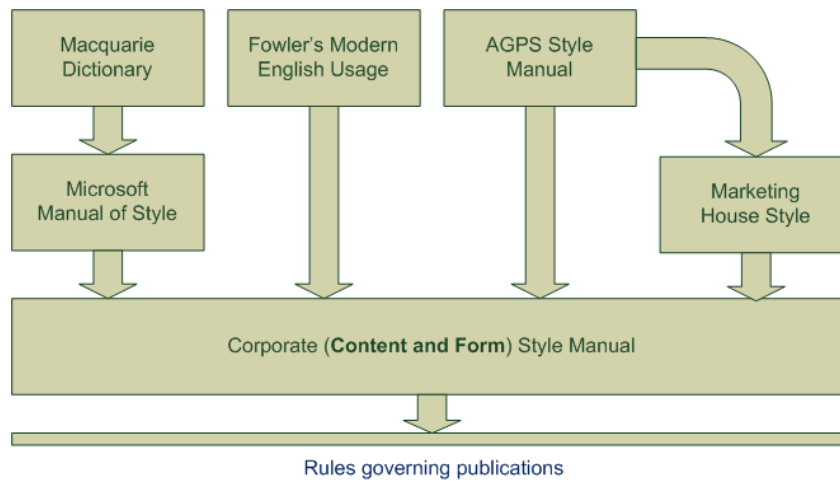 Macquarie
Dictionary
Fowler's Modern
English Usage
AGPS Style
Manual
Microsoft
Manual of Style
Marketing
House Style
Corporate (Content and Form) Style Manual
Rules governing publications